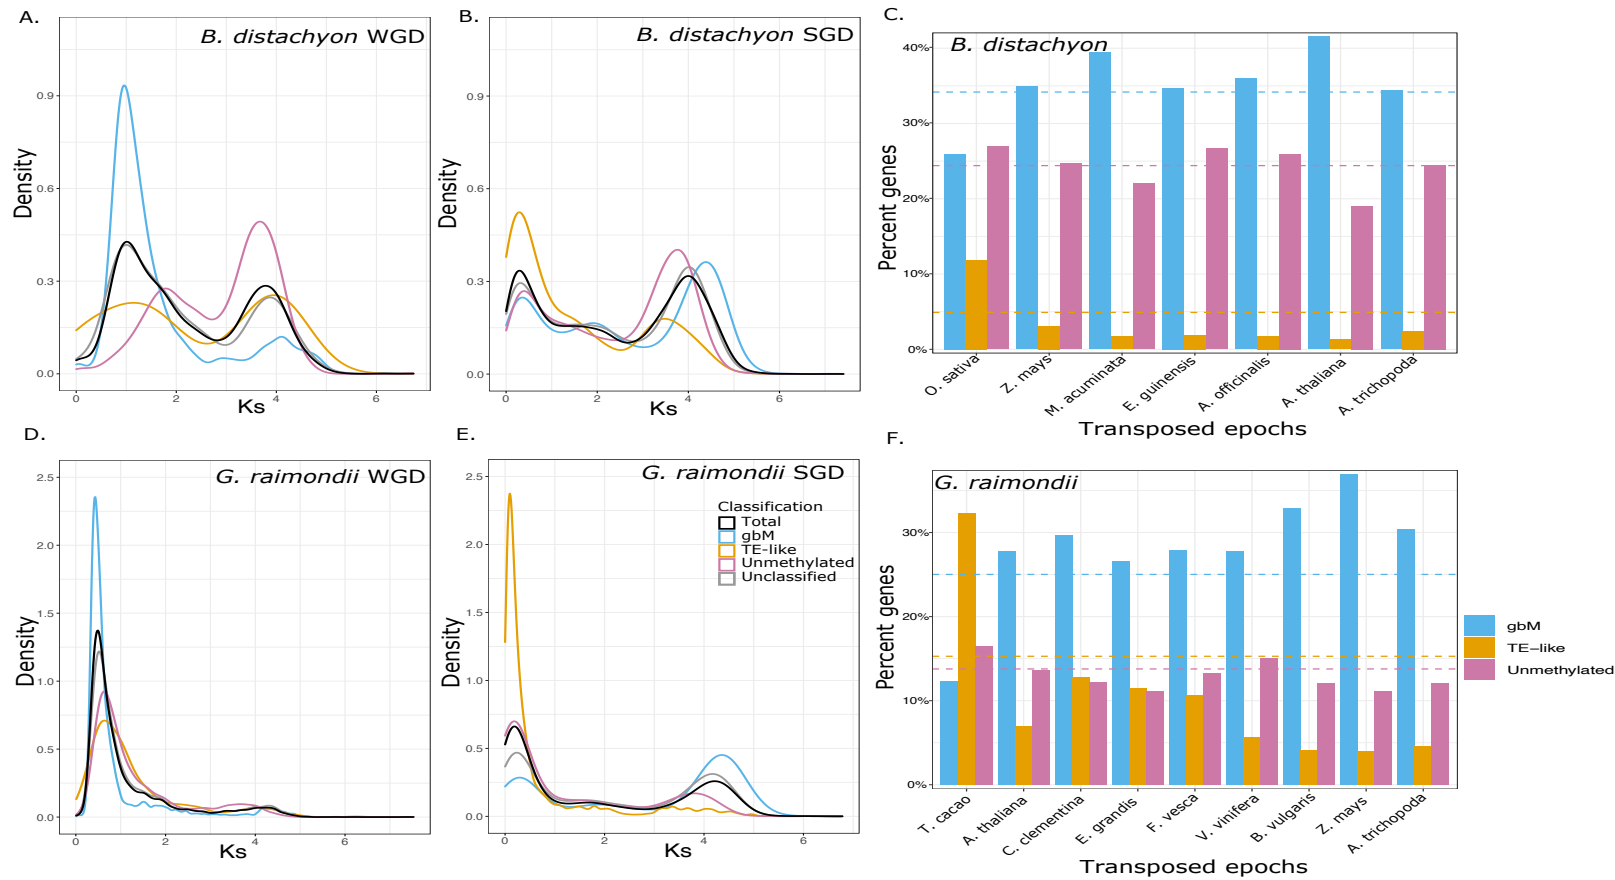 A.
B. distachyon WGD
Density
0.9
0.6
0.3
0.0
0
2
4
6
Ks
B.
B. distachyon SGD
Density
0.9
0.6
0.3
0.0
0
2
4
6
Ks
C.
B. distachyon
Percent genes
40%
30%
20%
10%
0%
O. sativa
Z. mays
M. acuminata
E. guinensis
A. officinalis
A. thaliana
A. trichopoda
Transposed epochs
D.
G. raimondii WGD
Density
2.5
2.0
1.5
1.0
0.5
0.0
0
2
4
6
Ks
E.
G. raimondii SGD
Classification
Total
gbM
TE-like
Unmethylated
Unclassified
Density
2.5
2.0
1.5
1.0
0.5
0.0
0
2
4
6
Ks
F.
G. raimondii
Percent genes
30%
20%
10%
0%
T. cacao
A. thaliana
C. clementina
E. grandis
F. vesca
V. vinifera
B. vulgaris
Z. mays
A. trichopoda
Transposed epochs
gbM
TE−like
Unmethylated